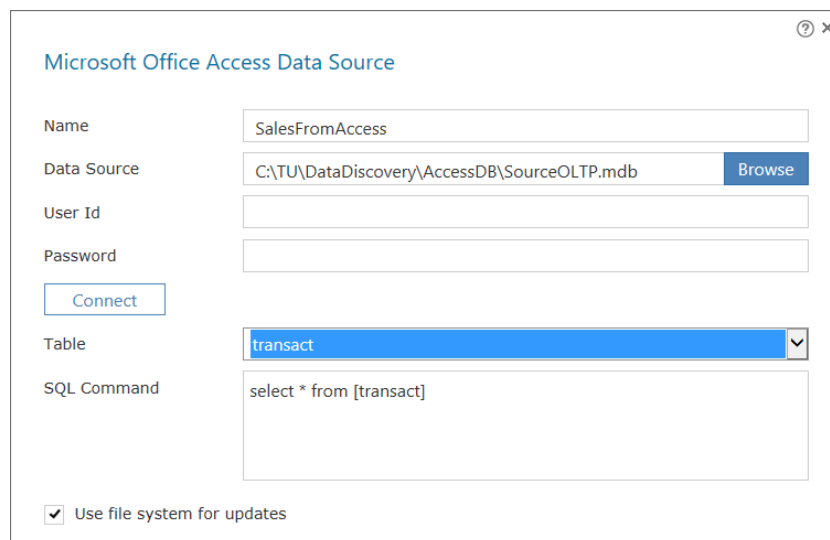 Microsoft Office Access Data Source
Name
SalesFromAccess
Data Source
C:\TU\DataDiscovery\AccessDB\SourceOLTP.mdb
Browse
User Id
Password
Connect
Table
transact
SQL Command
select * from [transact]
Use file system for updates